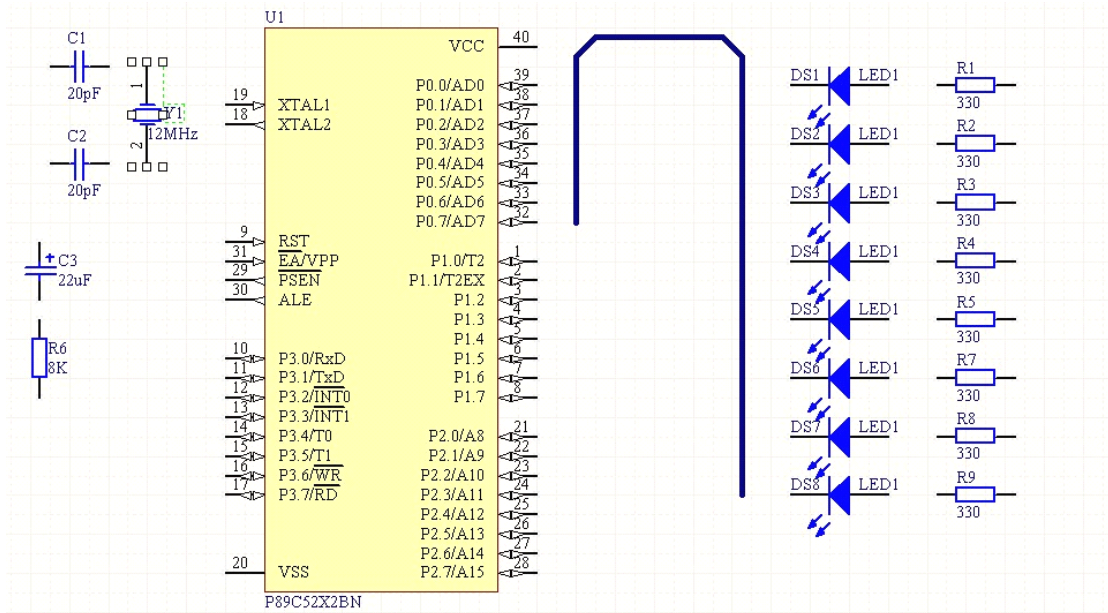 C1
20pF
C2
20pF
1
Y1
12MHz
2
C3
+
22uF
R6
8K
U1
VCC 40
P0.0/AD0 39
19 XTAL1 P0.1/AD1 38
18 XTAL2 P0.2/AD2 37
P0.3/AD3 36
P0.4/AD4 35
P0.5/AD5 34
P0.6/AD6 33
P0.7/AD7 32
9 RST
31 EA/VPP P1.0/T2 1
29 PSEN P1.1/T2EX 2
30 ALE P1.2 3
P1.3 4
P1.4 5
10 P3.0/RxD P1.5 6
11 P3.1/TxD P1.6 7
12 P3.2/INT0 P1.7 8
13 P3.3/INT1
14 P3.4/T0 P2.0/A8 21
15 P3.5/T1 P2.1/A9 22
16 P3.6/WR P2.2/A10 23
17 P3.7/RD P2.3/A11 24
P2.4/A12 25
P2.5/A13 26
P2.6/A14 27
20 VSS P2.7/A15 28
P89C52X2BN
DS1 LED1 R1
330
DS2 LED1 R2
330
DS3 LED1 R3
330
DS4 LED1 R4
330
DS5 LED1 R5
330
DS6 LED1 R7
330
DS7 LED1 R8
330
DS8 LED1 R9
330